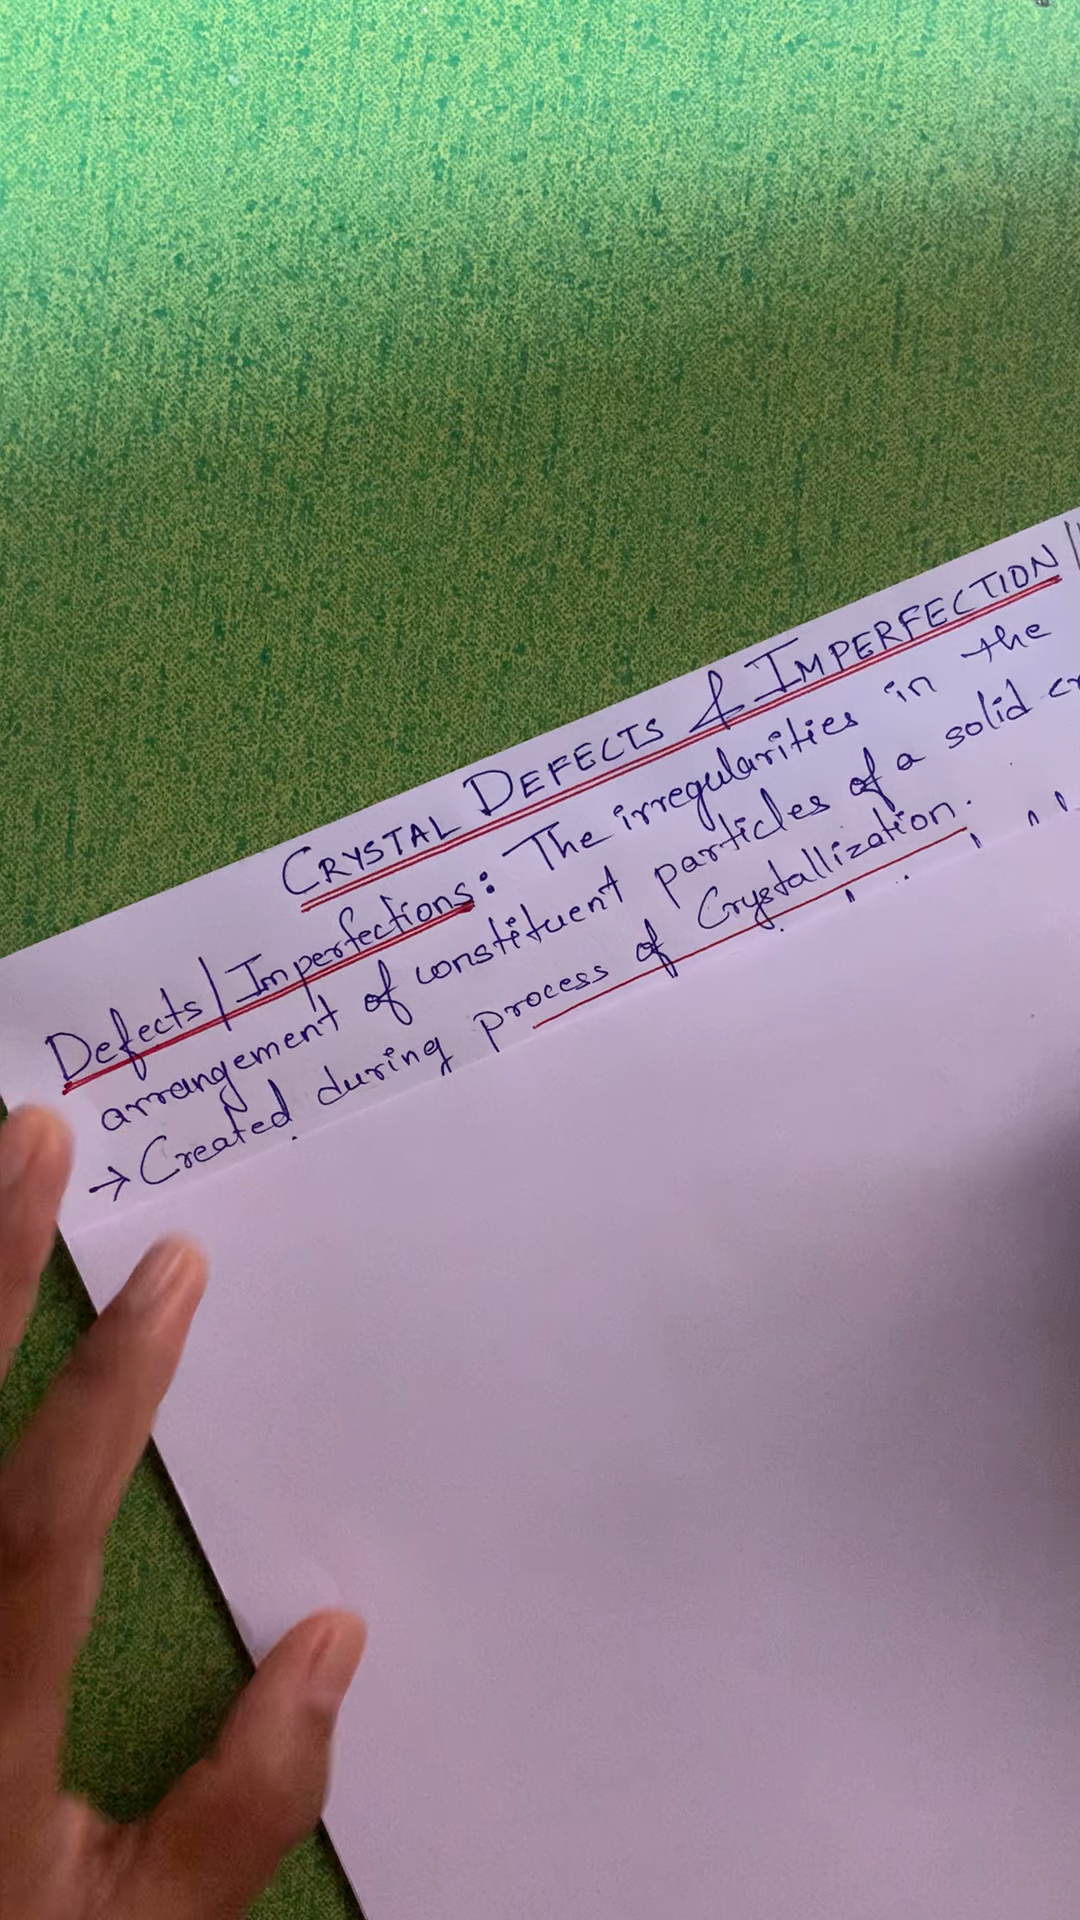 CRYSTAL DEFECTS & IMPERFECTION
Defects/Imperfections: The irregularities in the
arrangement of constituent particles of a solid
→ Created during process of Crystallization.